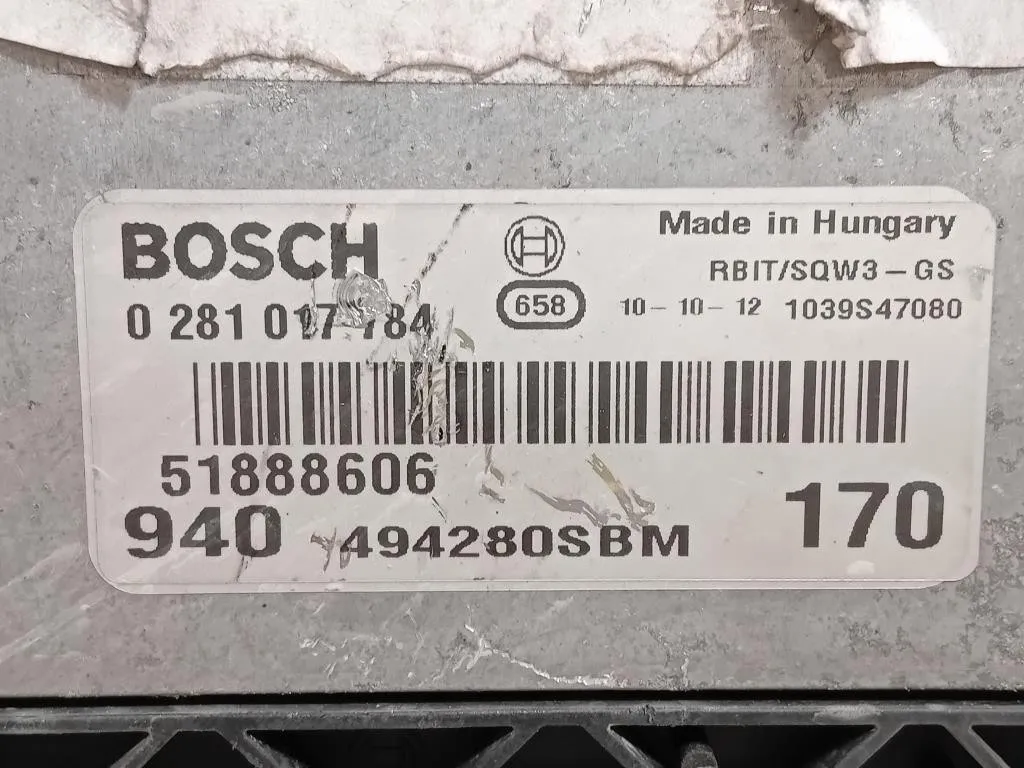 BOSCH
Made in Hungary
RBIT/SQW3-GS
0 281 017 784
658
10-10-12 1039S47080
51888606
940 494280SBM 170